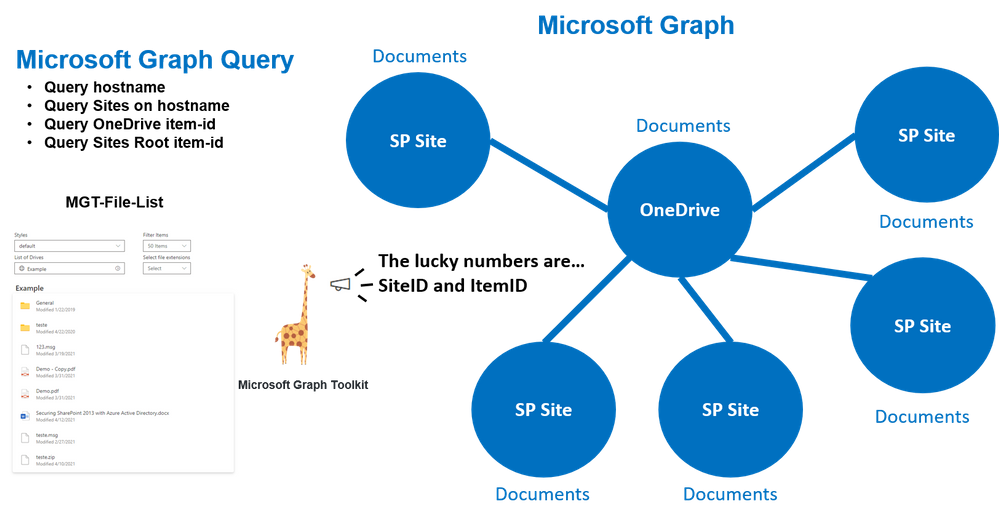 Microsoft Graph
Microsoft Graph Query
• Query hostname
• Query Sites on hostname
• Query OneDrive item-id
• Query Sites Root item-id
MGT-File-List
Styles
Filter Items
default
50 Items
List of Drives
Select file extensions
Example
Select
Example
General
Modified 1/22/2019
teste
Modified 4/22/2020
123.msg
Modified 3/19/2021
Demo - Copy.pdf
Modified 3/31/2021
Demo.pdf
Modified 3/31/2021
Securing SharePoint 2013 with Azure Active Directory.docx
Modified 4/12/2021
teste.msg
Modified 2/27/2021
teste.zip
Modified 4/10/2021
The lucky numbers are...
SiteID and ItemID
Microsoft Graph Toolkit
Documents
SP Site
Documents
OneDrive
SP Site
Documents
SP Site
Documents
SP Site
Documents
SP Site
Documents